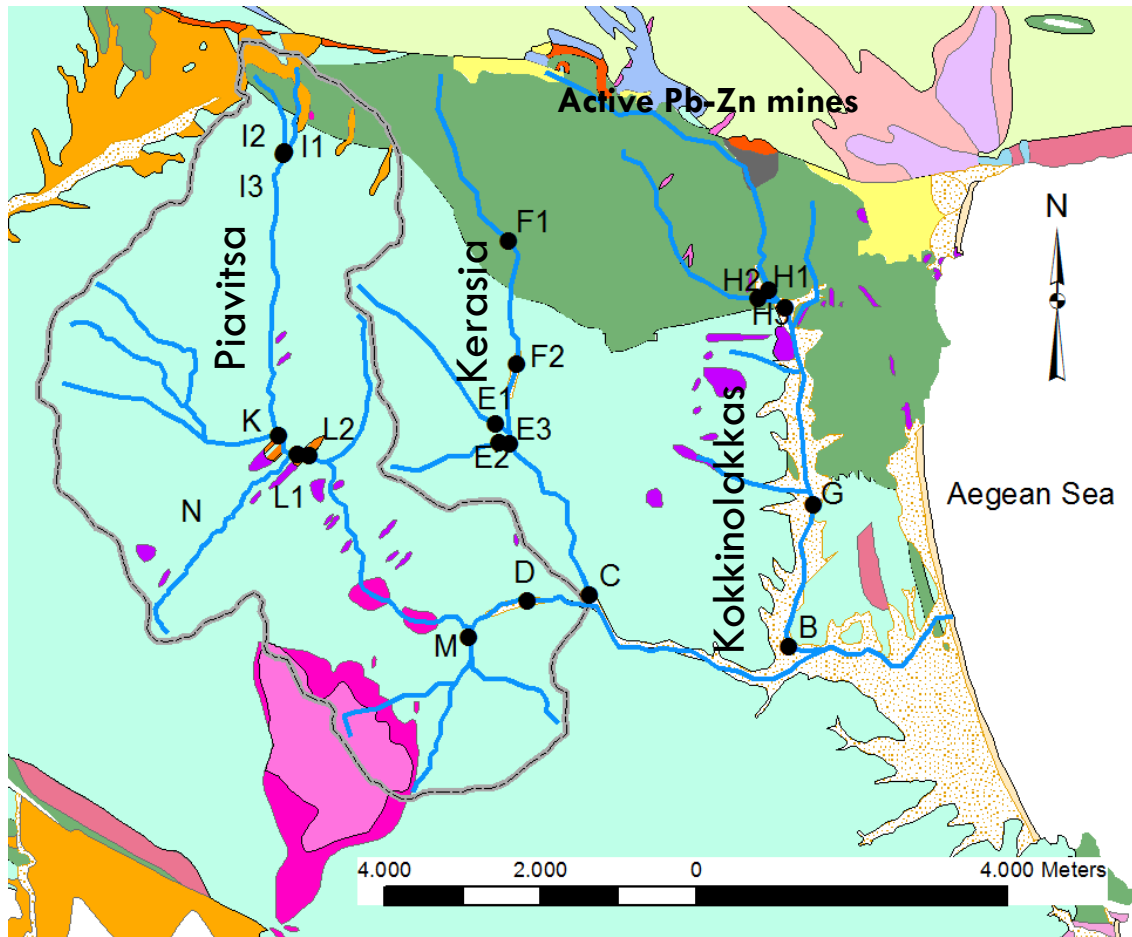 Active Pb-Zn mines
I2
I1
I3
N
Piavitsa
Kerasia
F1
H2
H1
H3
F2
E1
E3
E2
K
L2
L1
N
Kokkinolakkas
G
Aegean Sea
D
C
B
M
4.000
2.000
0
4.000 Meters